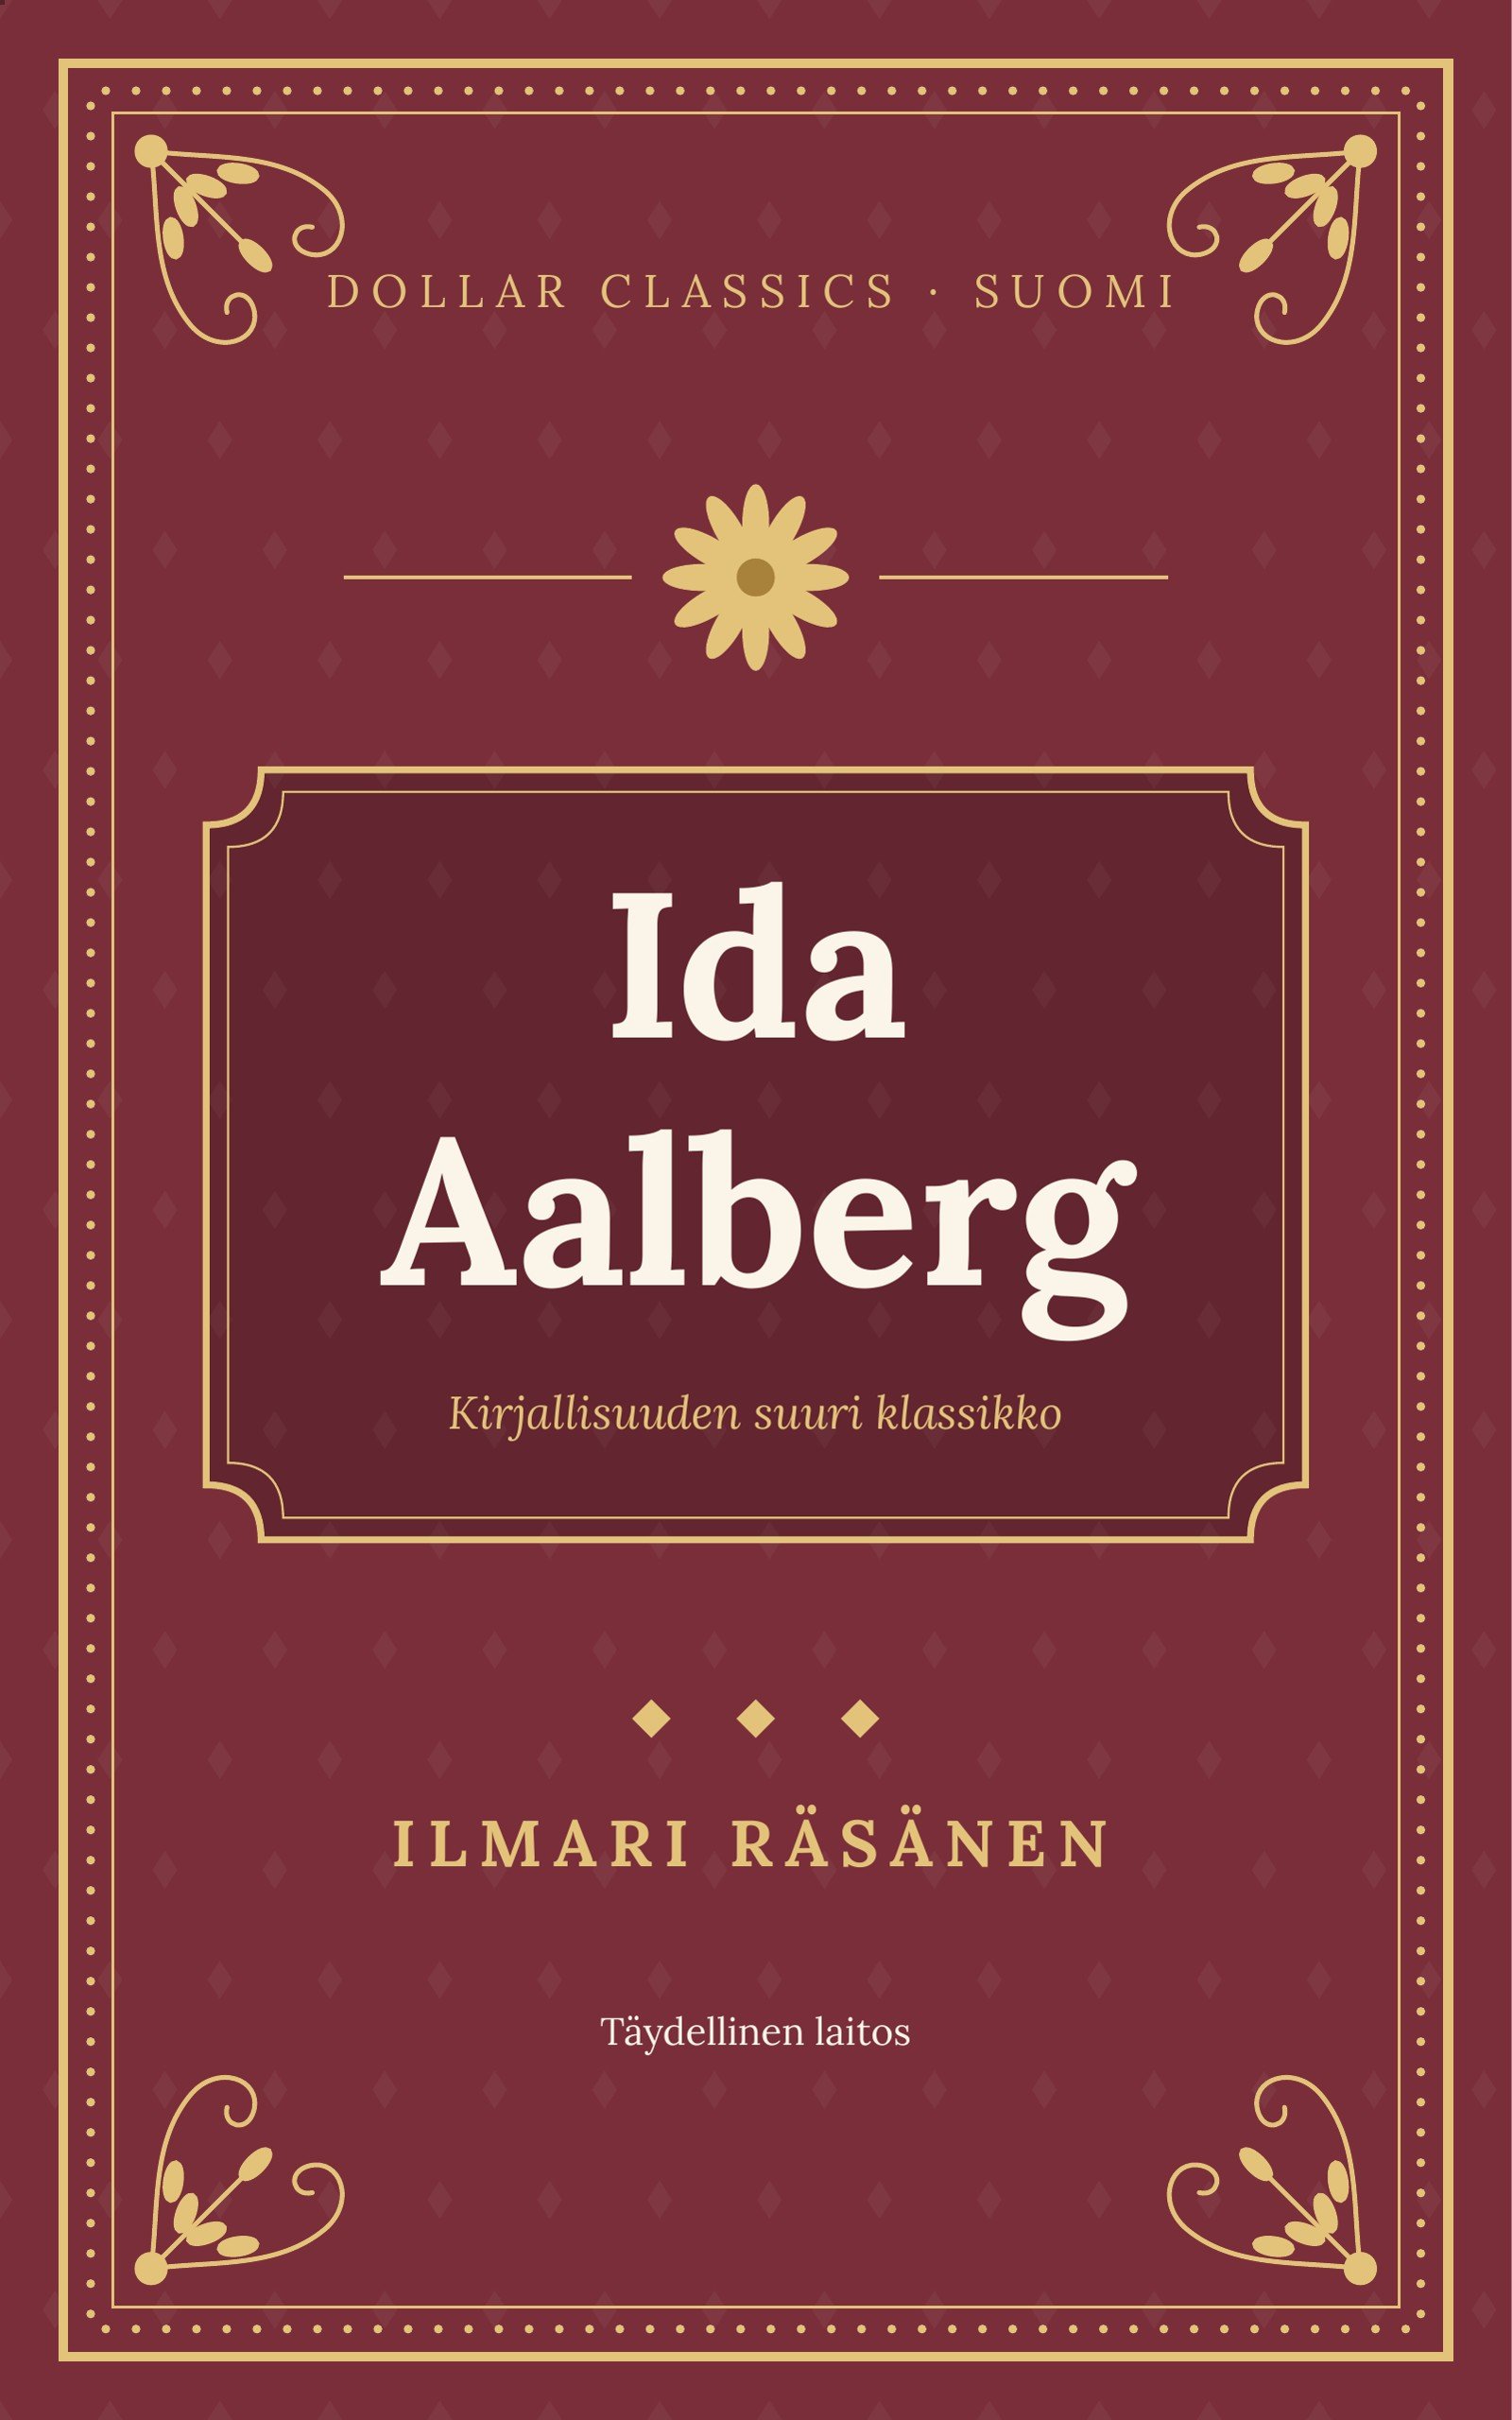 DOLLAR CLASSICS · SUOMI
Ida
Aalberg
Kirjallisuuden suuri klassikko
ILMARI RÄSÄNEN
Täydellinen laitos